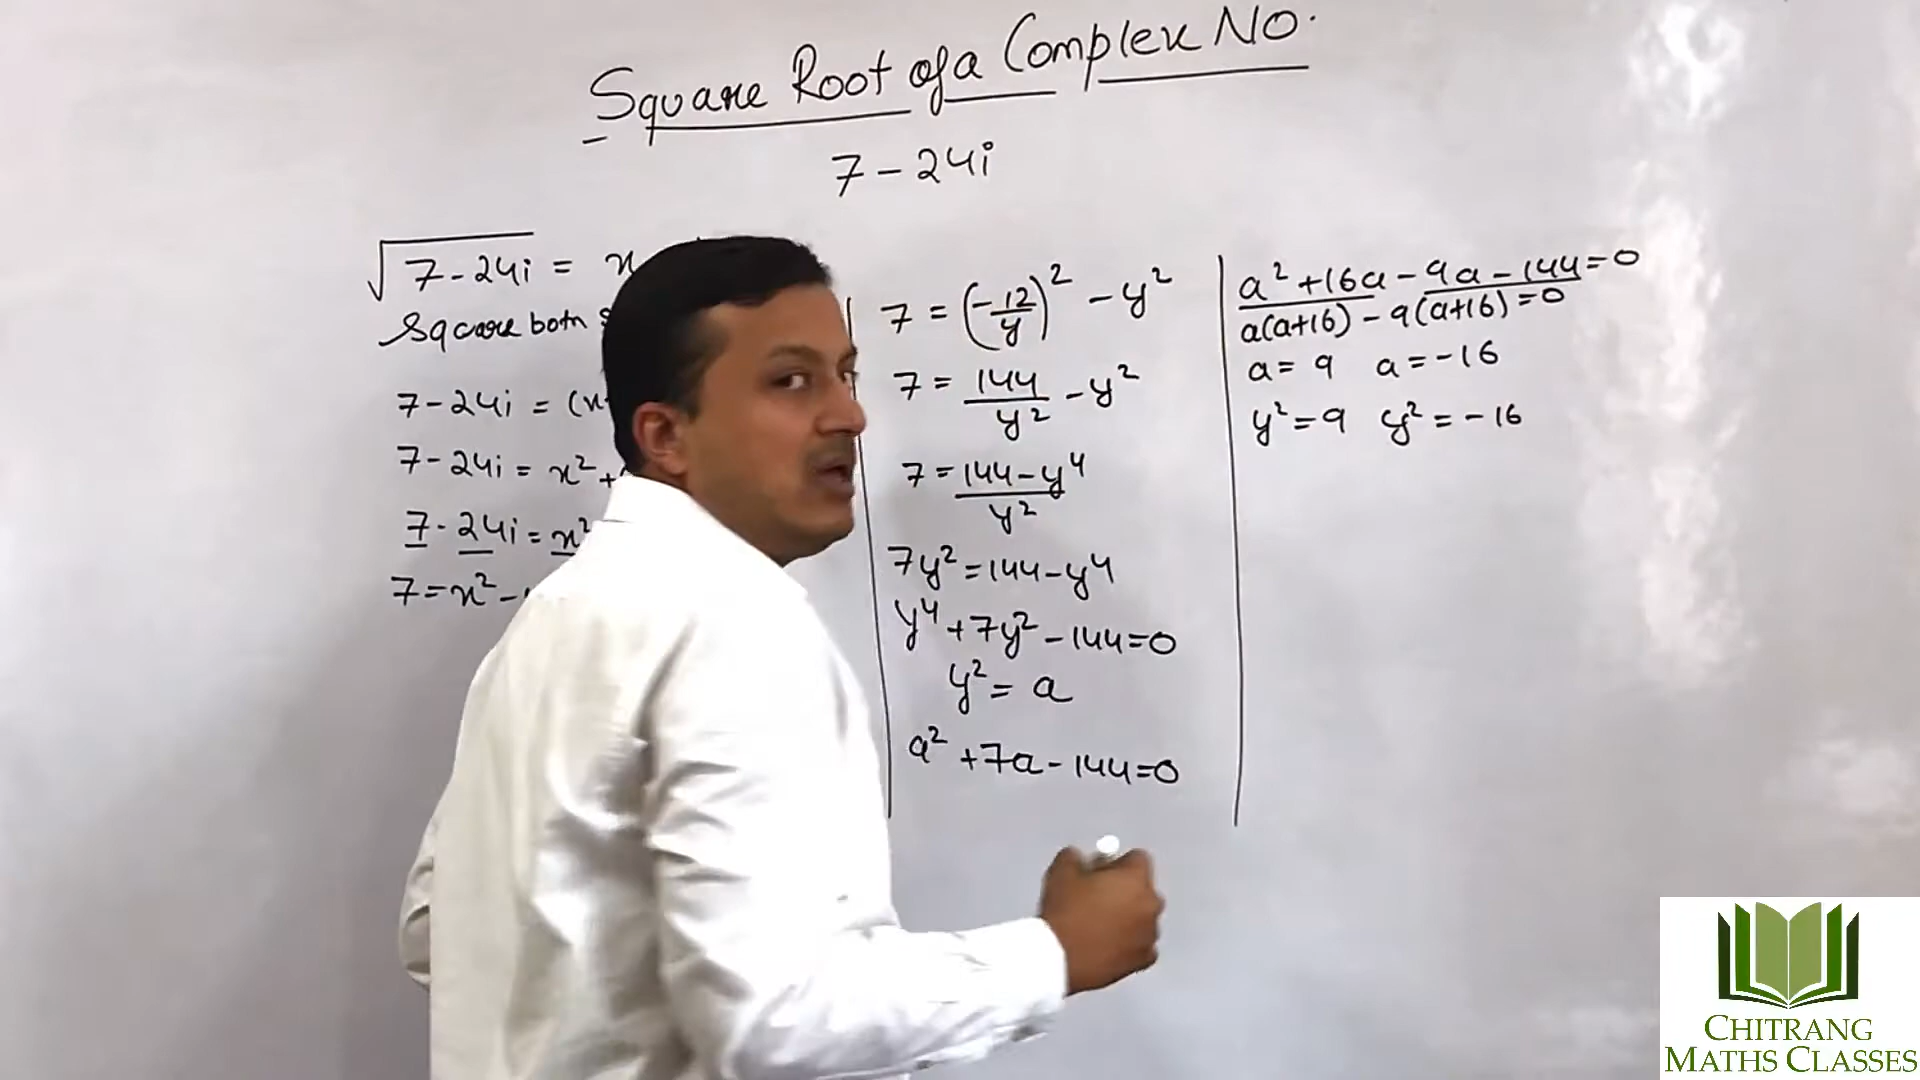 Square Root of a Complex NO.
7-24i
√7-24i = x
Square both
7-24i = (x
7-24i = x²+
7-24i = x²
7=x²-
7 = (-12/y)² - y²
7 = 144/y² - y²
7 = 144-y⁴/y²
7y²=144-y⁴
y⁴+7y²-144=0
y² = a
a²+7a-144=0
a²+16a-9a-144=0
a(a+16)-9(a+16)=0
a=9 a=-16
y²=9 y²=-16
CHITRANG
MATHS CLASSES